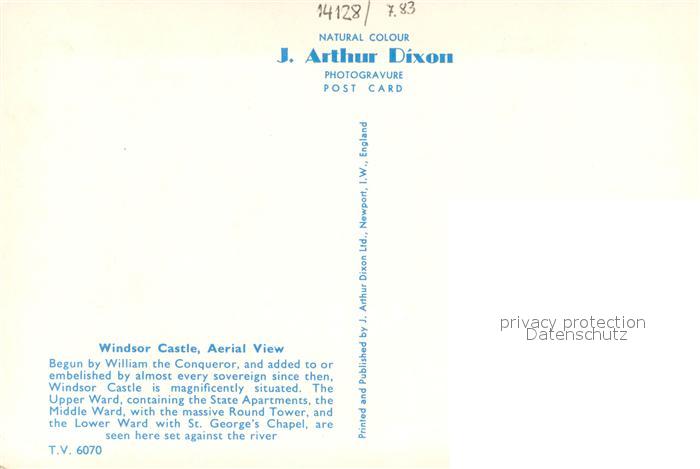 14128/ 7.83
NATURAL COLOUR
J. Arthur Dixon
PHOTOGRAVURE
POST CARD
Printed and Published by J. Arthur Dixon Ltd., Newport, I.W., England
privacy protection
Datenschutz
Windsor Castle, Aerial View
Begun by William the Conqueror, and added to or
embelished by almost every sovereign since then,
Windsor Castle is magnificently situated. The
Upper Ward, containing the State Apartments, the
Middle Ward, with the massive Round Tower, and
the Lower Ward with St. George's Chapel, are
seen here set against the river
T.V. 6070